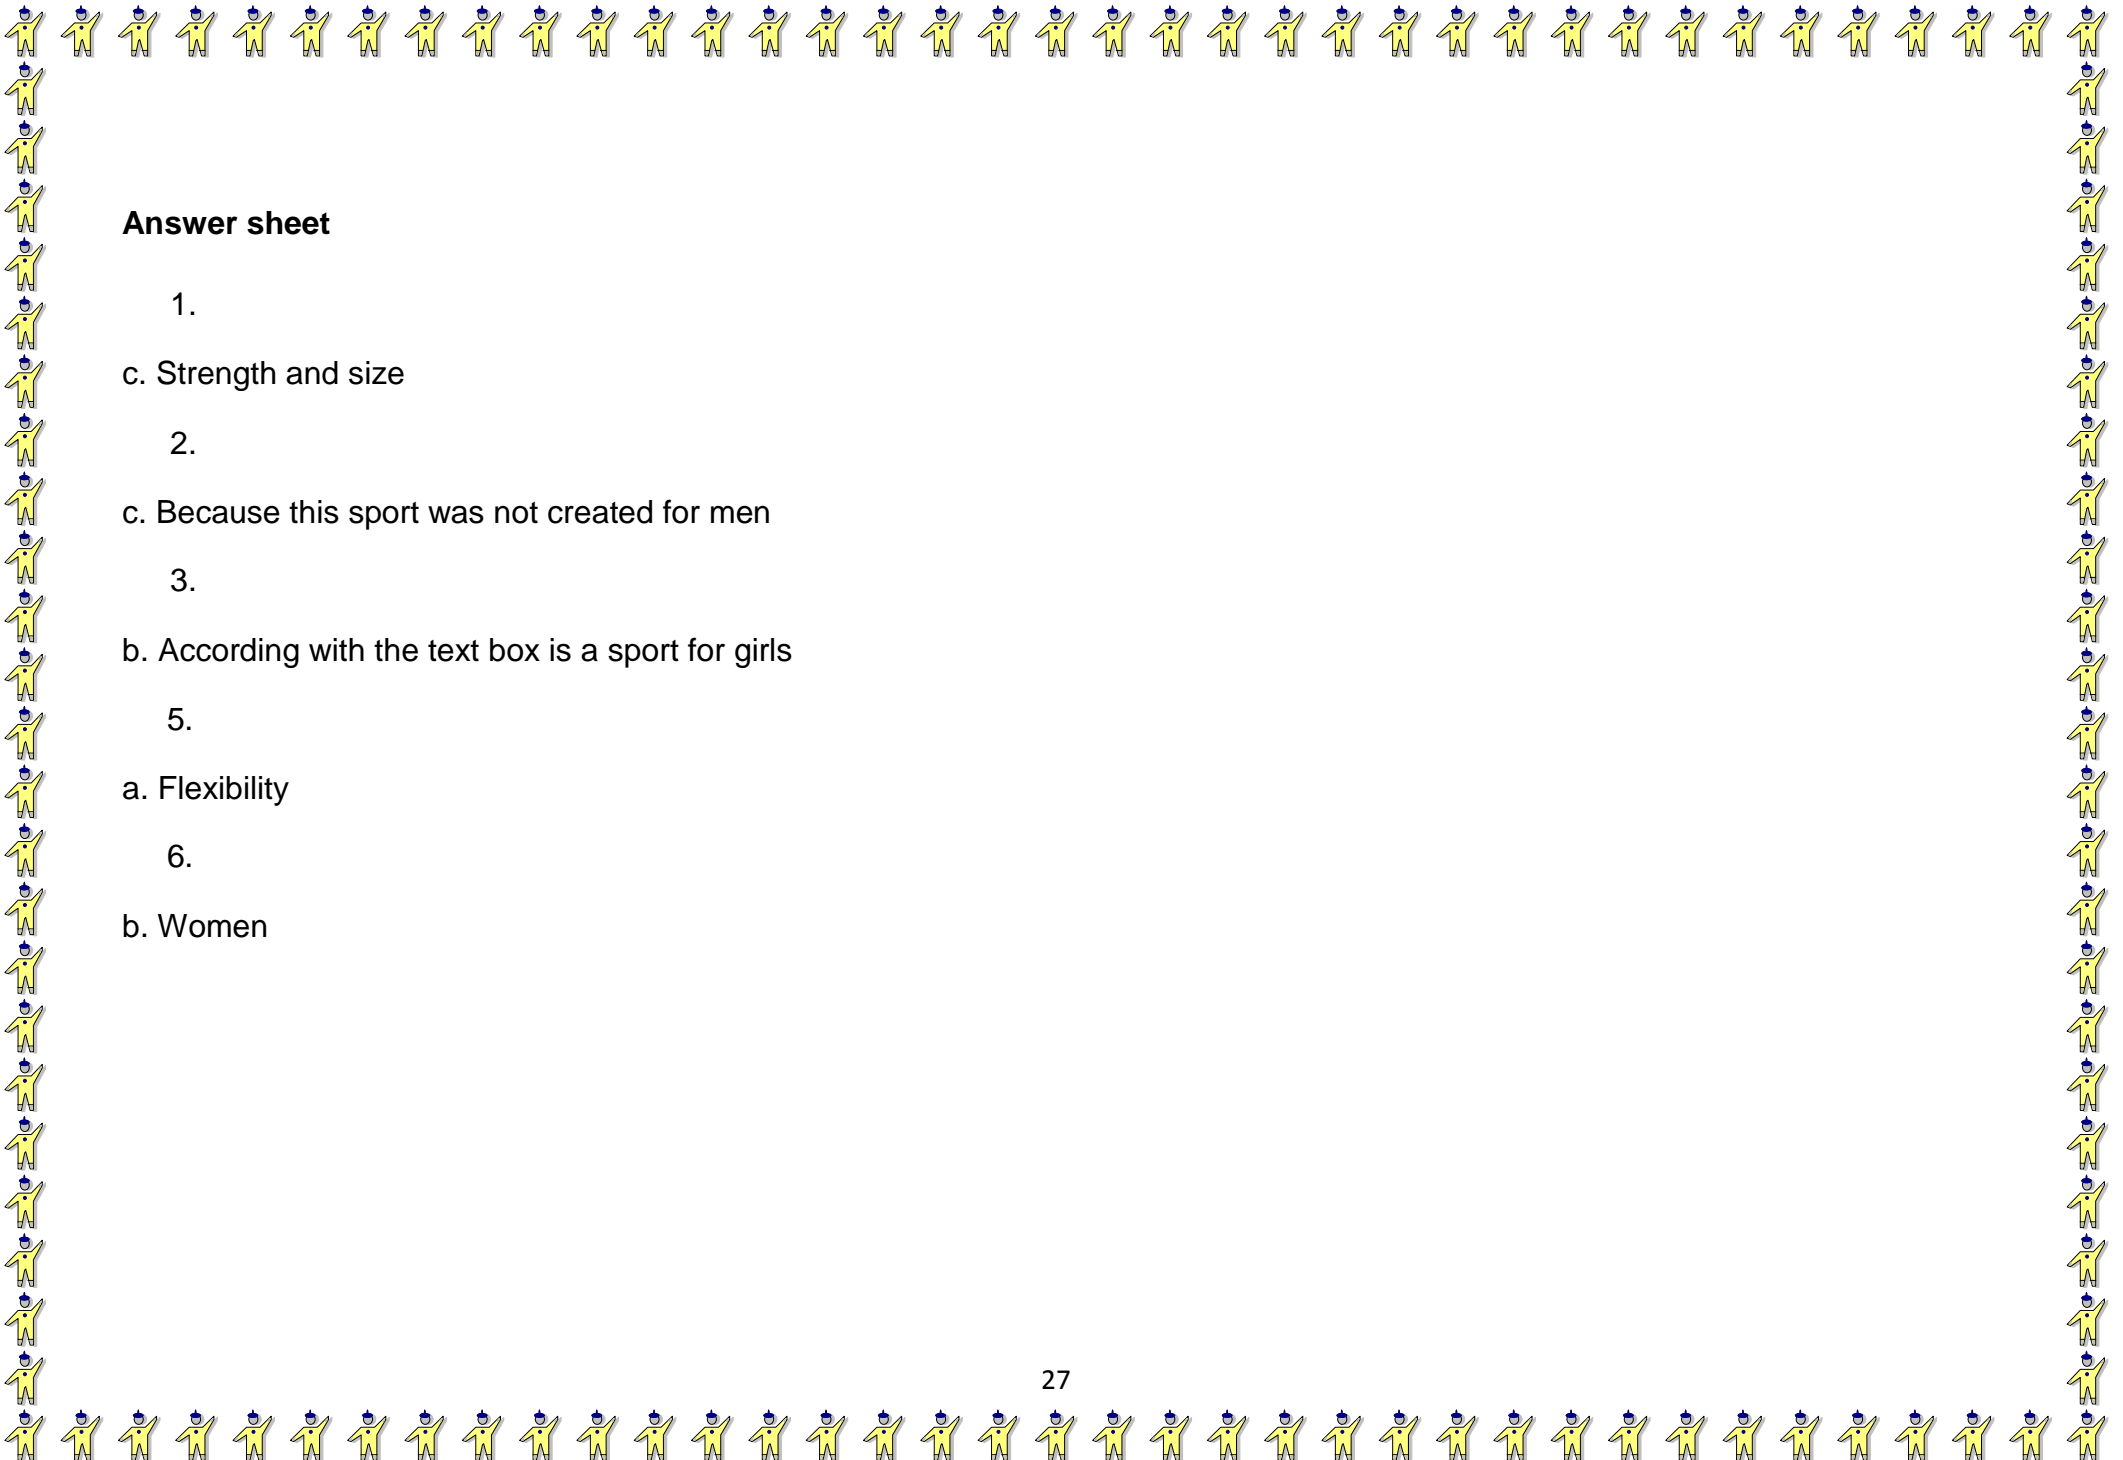 Answer sheet
1.
c. Strength and size
2.
c. Because this sport was not created for men
3.
b. According with the text box is a sport for girls
5.
a. Flexibility
6.
b. Women
27